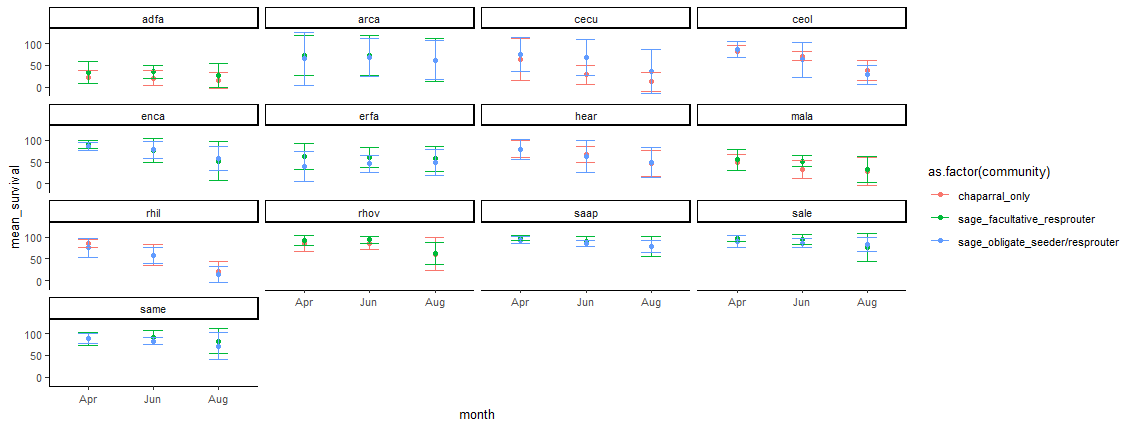 adfa arca cecu ceol
100
50
0
enca erfa hear mala
100
50
0
rhil rhov saap sale
100
50
0
Apr Jun Aug Apr Jun Aug Apr Jun Aug
same
100
50
0
Apr Jun Aug
month
mean_survival
as.factor(community)
chaparral_only
sage_facultative_resprouter
sage_obligate_seeder/resprouter